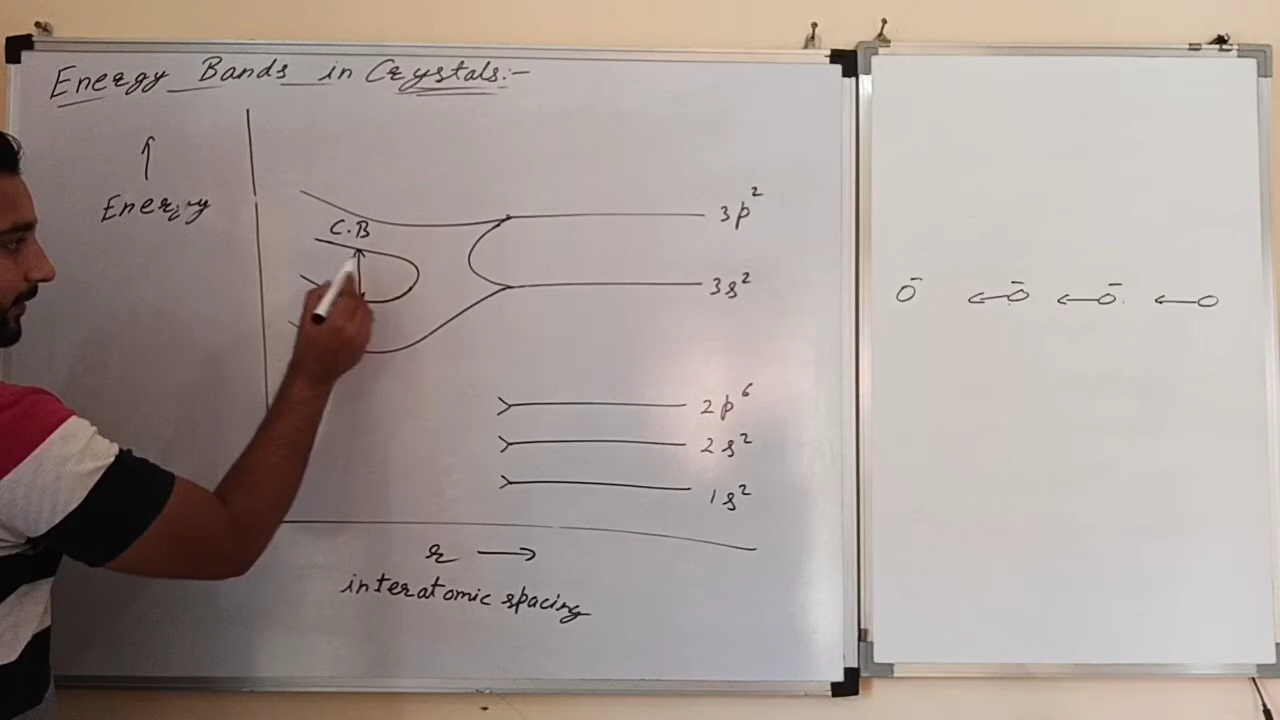 Energy Bands in Crystals:-
↑
Energy
C.B
3p²
3s²
2p⁶
2s²
1s²
r →
interatomic spacing